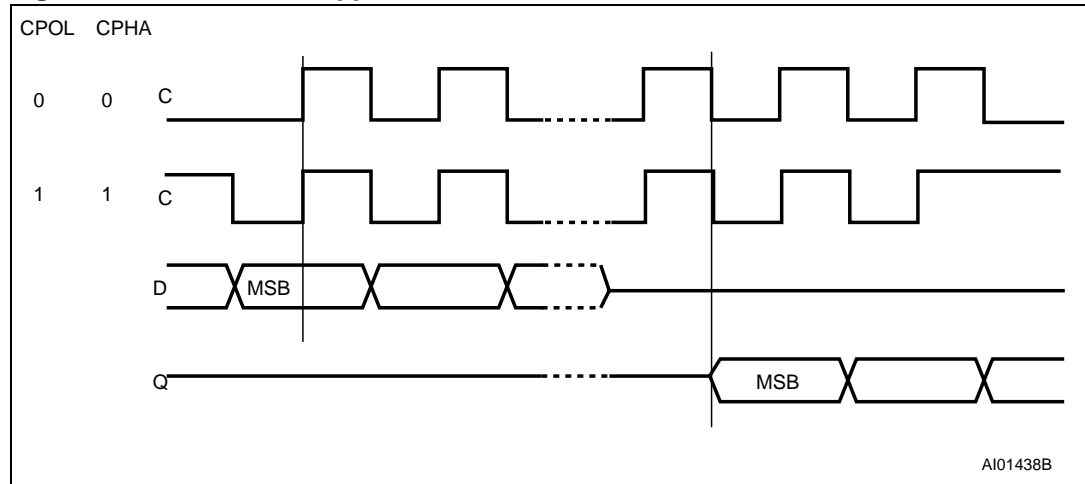 CPOL CPHA
0 0 C
1 1 C
D MSB
Q MSB
AI01438B